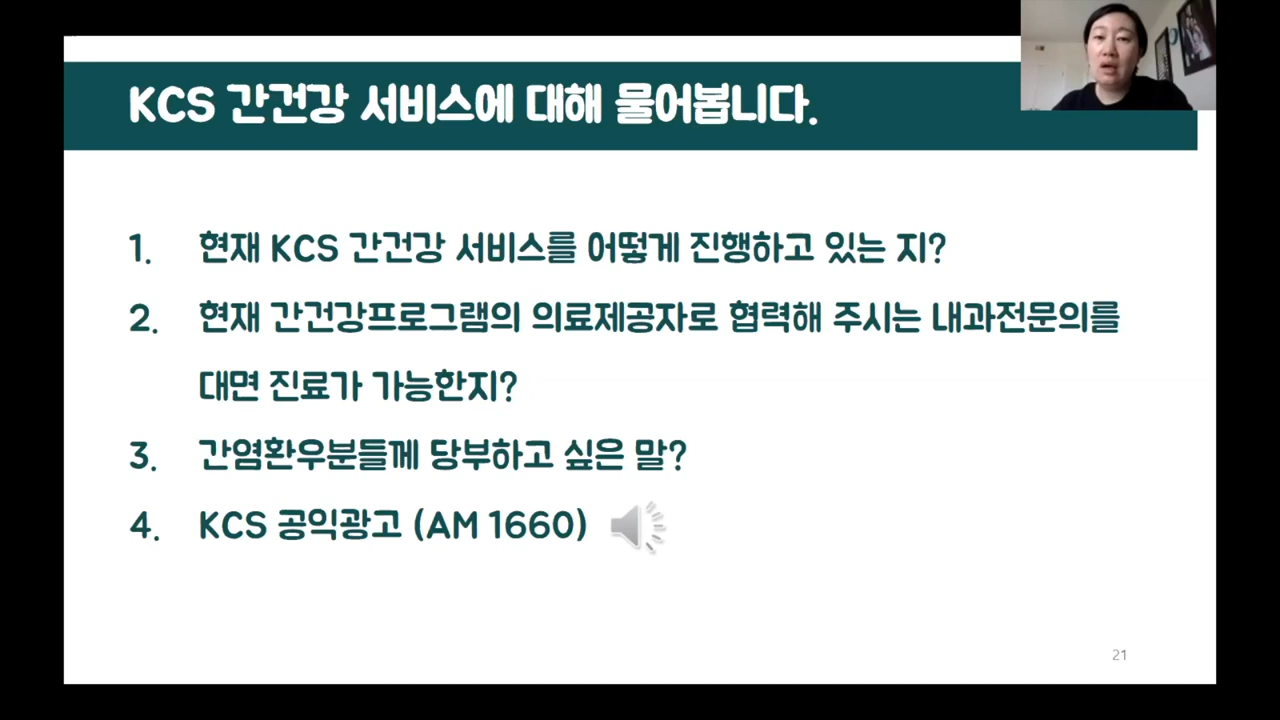 KCS 간건강 서비스에 대해 물어봅니다.
1. 현재 KCS 간건강 서비스를 어떻게 진행하고 있는 지?
2. 현재 간건강프로그램의 의료제공자로 협력해 주시는 내과전문의를
대면 진료가 가능한지?
3. 간염환우분들께 당부하고 싶은 말?
4. KCS 공익광고 (AM 1660)
21